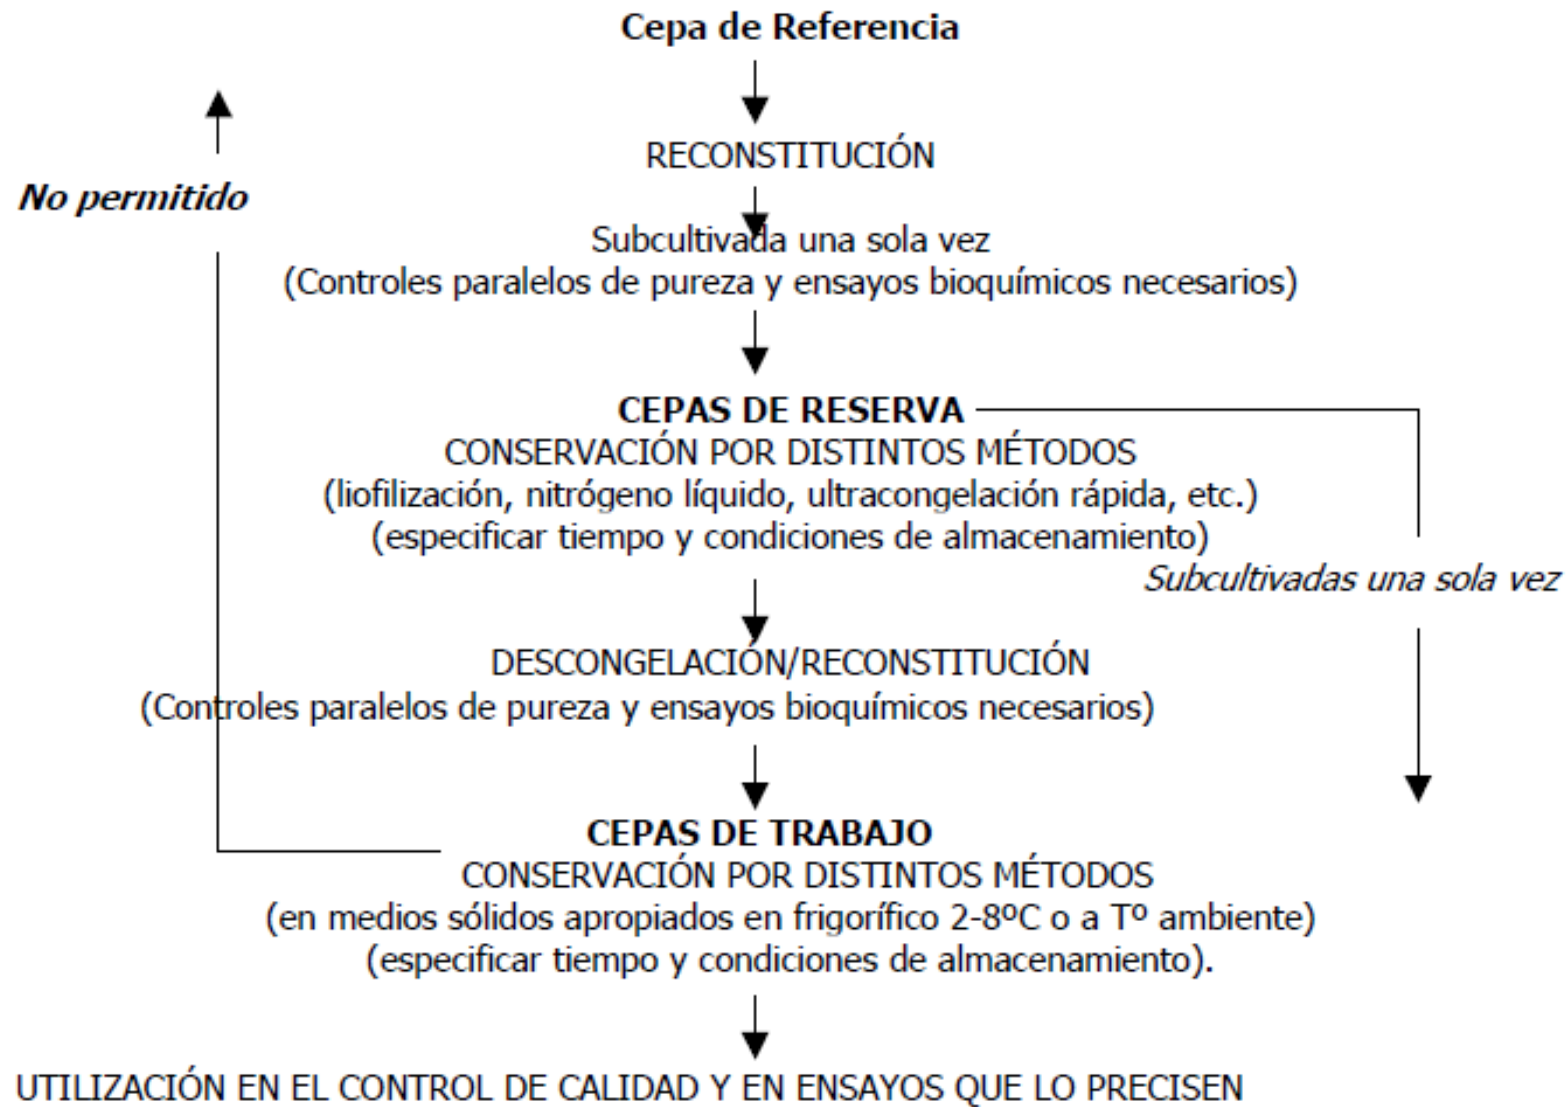 Cepa de Referencia
RECONSTITUCIÓN
No permitido
Subcultivada una sola vez
(Controles paralelos de pureza y ensayos bioquímicos necesarios)
CEPAS DE RESERVA
CONSERVACIÓN POR DISTINTOS MÉTODOS
(liofilización, nitrógeno líquido, ultracongelación rápida, etc.)
(especificar tiempo y condiciones de almacenamiento)
Subcultivadas una sola vez
DESCONGELACIÓN/RECONSTITUCIÓN
(Controles paralelos de pureza y ensayos bioquímicos necesarios)
CEPAS DE TRABAJO
CONSERVACIÓN POR DISTINTOS MÉTODOS
(en medios sólidos apropiados en frigorífico 2-8ºC o a Tº ambiente)
(especificar tiempo y condiciones de almacenamiento).
UTILIZACIÓN EN EL CONTROL DE CALIDAD Y EN ENSAYOS QUE LO PRECISEN